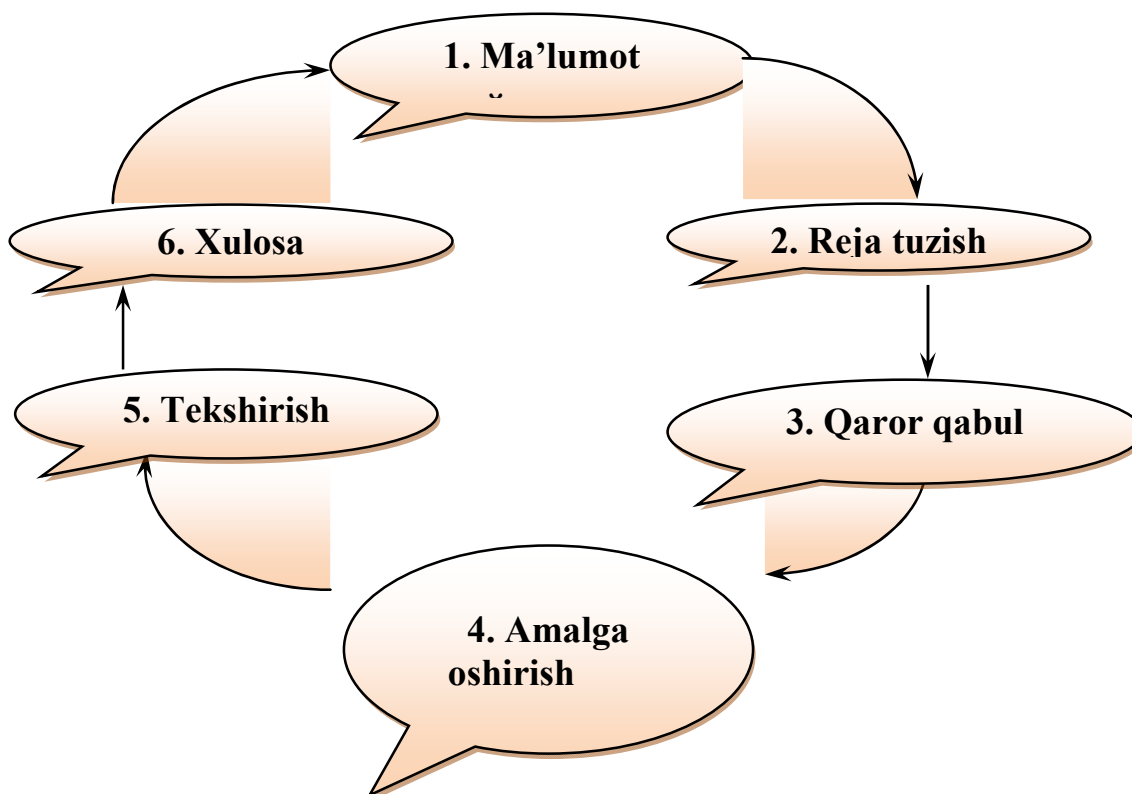 1. Ma’lumot
2. Reja tuzish
3. Qaror qabul
4. Amalga
oshirish
5. Tekshirish
6. Xulosa